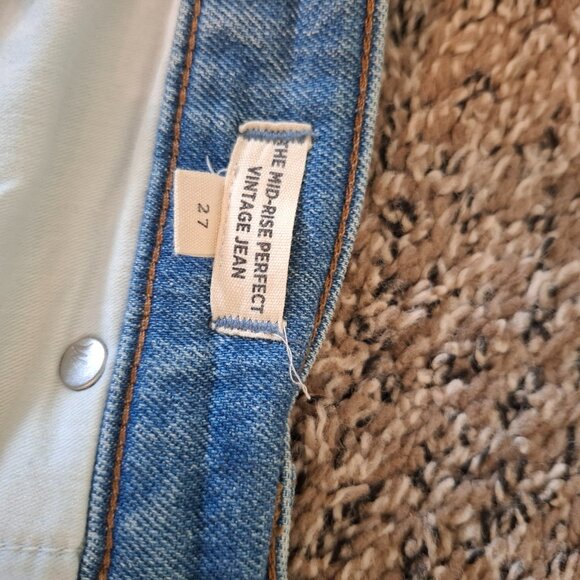 THE MID-RISE PERFECT
VINTAGE JEAN
27